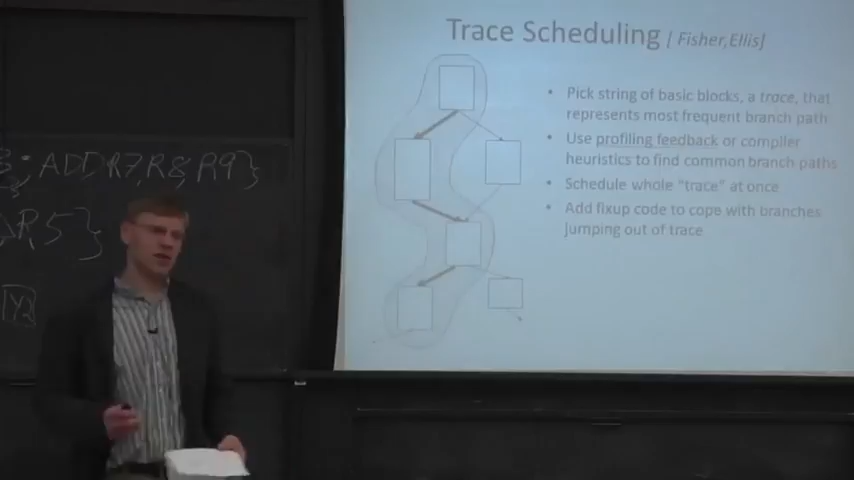 Trace Scheduling [ Fisher,Ellis]
• Pick string of basic blocks, a trace, that
represents most frequent branch path
• Use profiling feedback or compiler
heuristics to find common branch paths
• Schedule whole "trace" at once
• Add fixup code to cope with branches
jumping out of trace
; ADD R7, R8, R9}
R5}